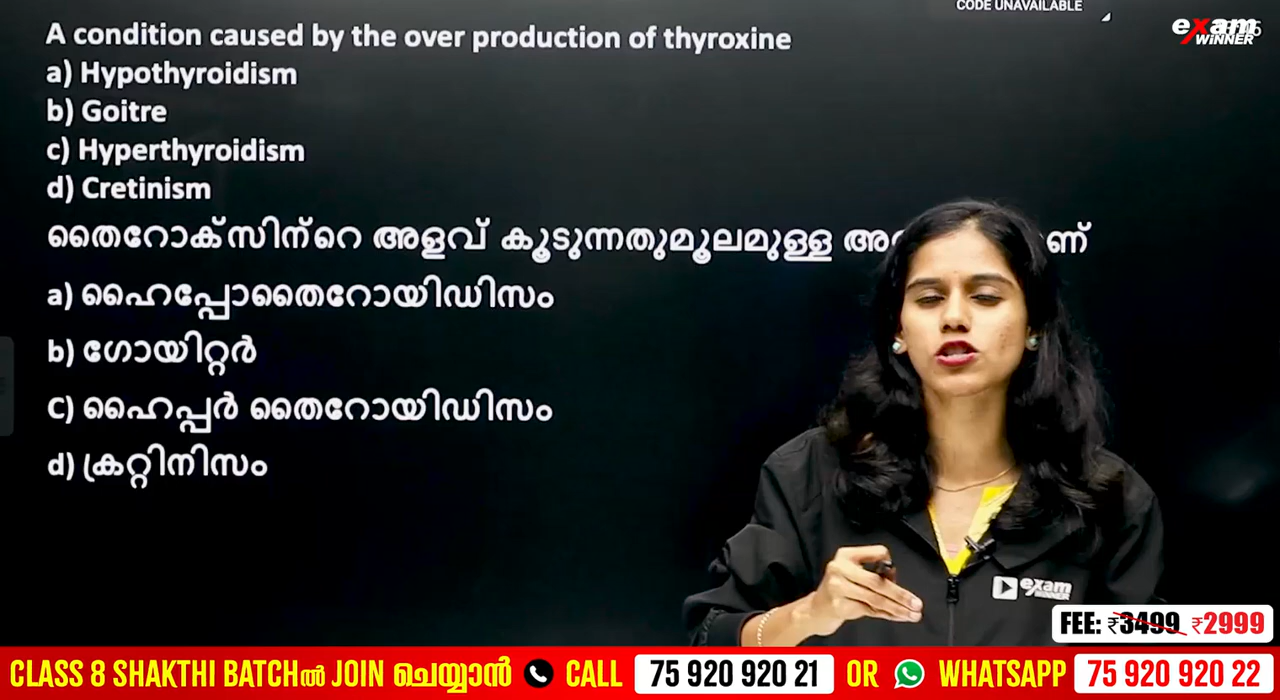 CODE UNAVAILABLE
exam
WINNER
A condition caused by the over production of thyroxine
a) Hypothyroidism
b) Goitre
c) Hyperthyroidism
d) Cretinism
തൈറോക്സിന്റെ അളവ് കൂടുന്നതുമൂലമുള്ള
a) ഹൈപ്പോതൈറോയിഡിസം
b) ഗോയിറ്റർ
C) ഹൈപ്പർ തൈറോയിഡിസം
d) ക്രറ്റിനിസം
exam
WINNER
FEE: ₹3499 ₹2999
CLASS 8 SHAKTHI BATCHൽ JOIN ചെയ്യാൻ CALL 75 920 920 21 OR WHATSAPP 75 920 920 22